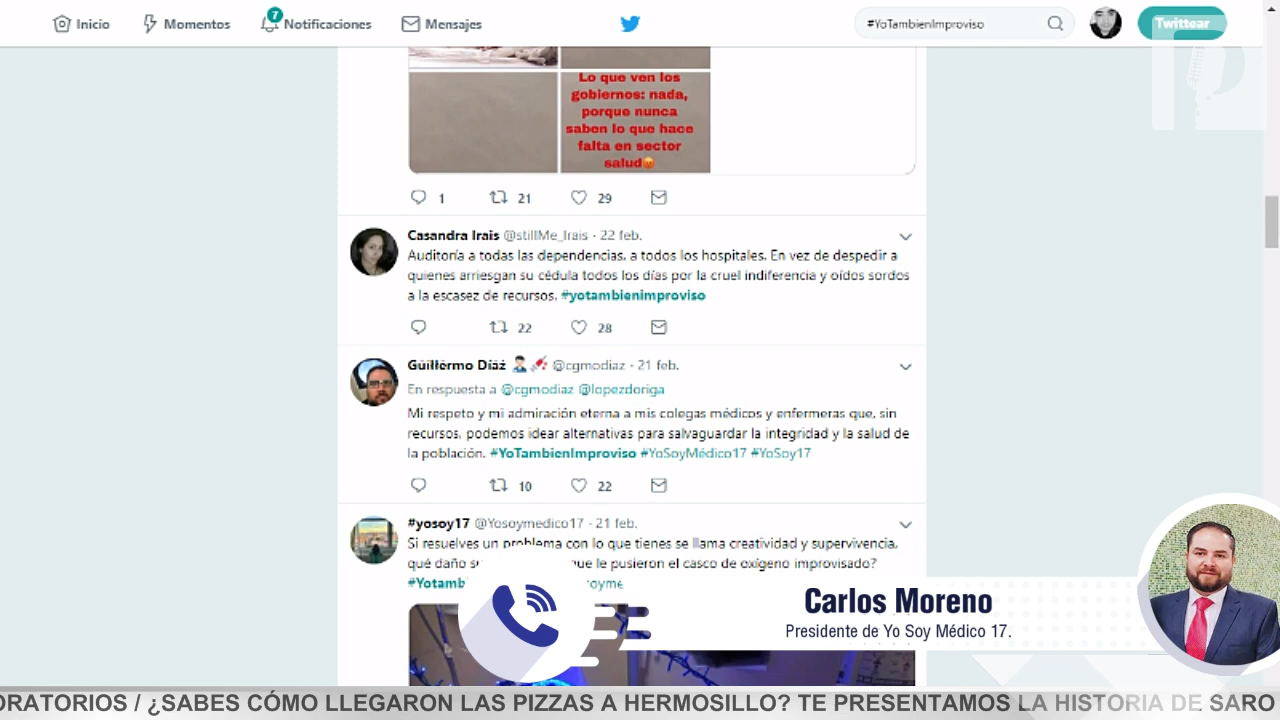 Inicio
Momentos
7
Notificaciones
Mensajes
#YoTambienImproviso
Twittear
Lo que ven los
gobiernos: nada,
porque nunca
saben lo que hace
falta en sector
salud
1 21 29
Casandra Irais @stillMe_Irais · 22 feb.
Auditoría a todas las dependencias, a todos los hospitales. En vez de despedir a
quienes arriesgan su cédula todos los días por la cruel indiferencia y oídos sordos
a la escasez de recursos. #yotambienimproviso
22 28
Guillermo Díaz @cgmodiaz · 21 feb.
En respuesta a @cgmodiaz @lopezdoriga
Mi respeto y mi admiración eterna a mis colegas médicos y enfermeras que, sin
recursos, podemos idear alternativas para salvaguardar la integridad y la salud de
la población. #YoTambienImproviso #YoSoyMédico17 #YoSoy17
10 22
#yosoy17 @Yosoymedico17 · 21 feb.
Si resuelves un problema con lo que tienes se llama creatividad y supervivencia,
qué daño que le pusieron el casco de oxígeno improvisado?
#Yotamb
Carlos Moreno
Presidente de Yo Soy Médico 17.
ORATORIOS / ¿SABES CÓMO LLEGARON LAS PIZZAS A HERMOSILLO? TE PRESENTAMOS LA HISTORIA DE SARO